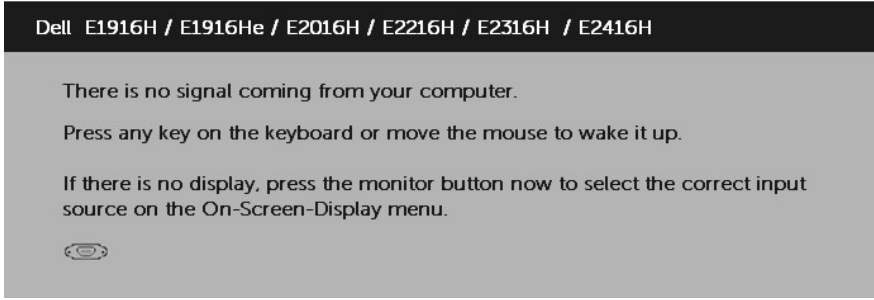 Dell E1916H / E1916He / E2016H / E2216H / E2316H / E2416H
There is no signal coming from your computer.
Press any key on the keyboard or move the mouse to wake it up.
If there is no display, press the monitor button now to select the correct input
source on the On-Screen-Display menu.